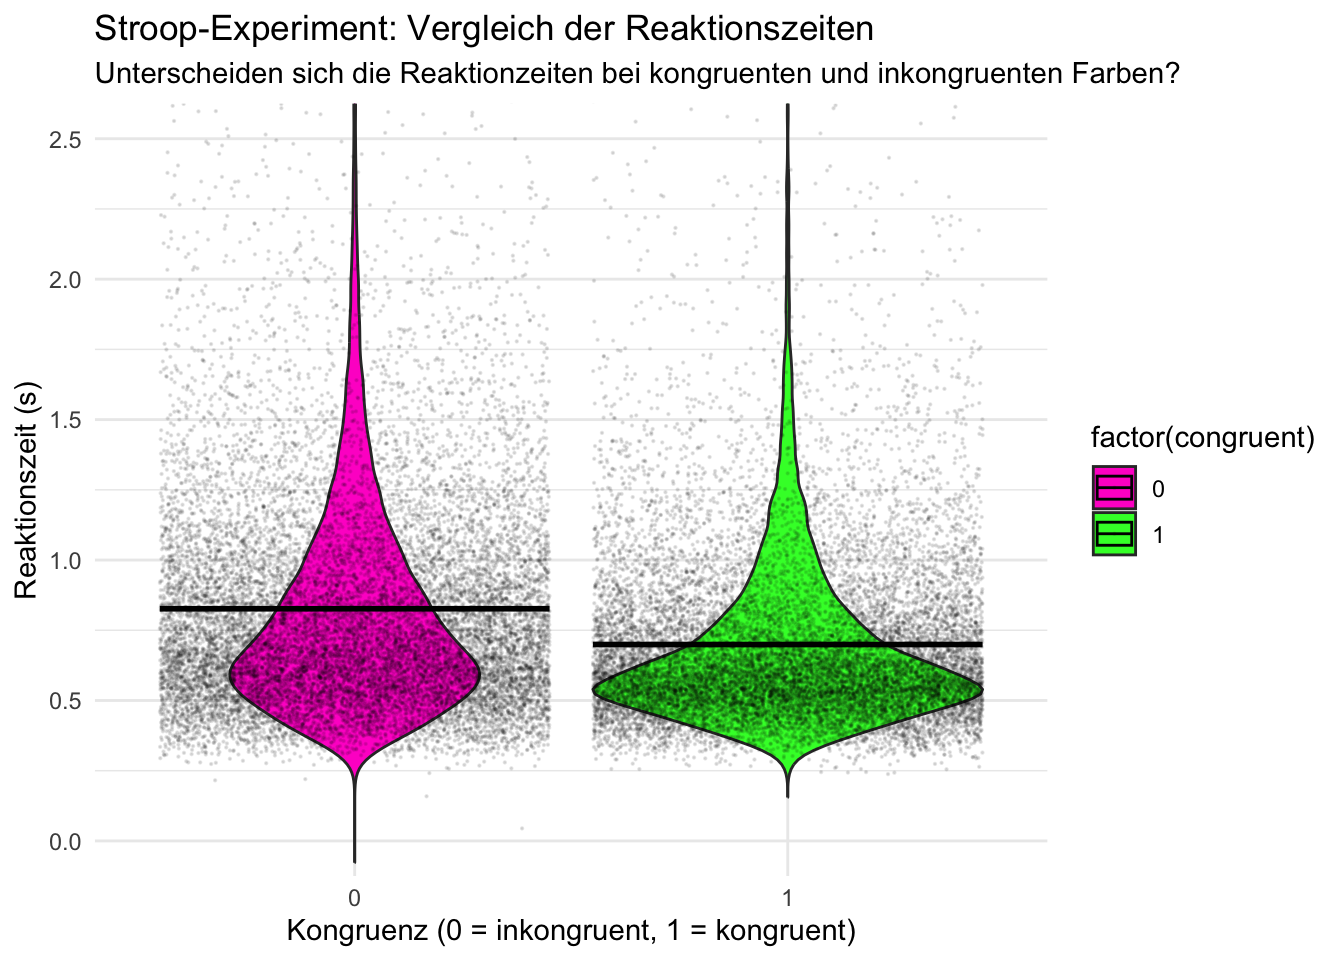 Stroop-Experiment: Vergleich der Reaktionszeiten
Unterscheiden sich die Reaktionzeiten bei kongruenten und inkongruenten Farben?
Reaktionszeit (s)
2.5
2.0
1.5
1.0
0.5
0.0
0
1
Kongruenz (0 = inkongruent, 1 = kongruent)
factor(congruent)
0
1